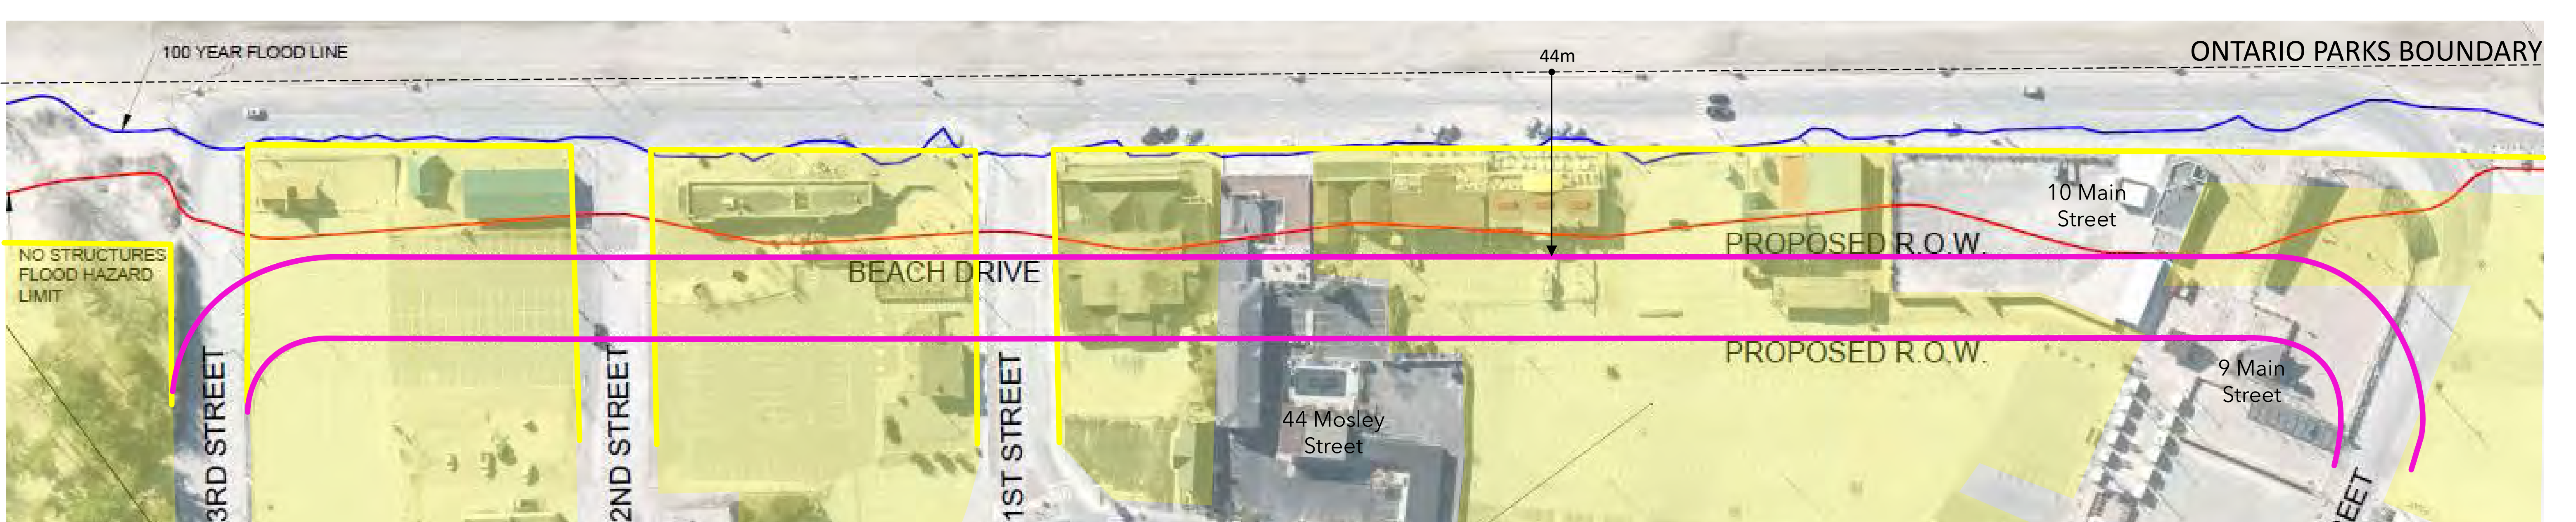 100 YEAR FLOOD LINE
44m
ONTARIO PARKS BOUNDARY
10 Main
Street
NO STRUCTURES
FLOOD HAZARD
LIMIT
BEACH DRIVE
PROPOSED R.O.W.
PROPOSED R.O.W.
9 Main
Street
3RD STREET
2ND STREET
1ST STREET
44 Mosley
Street
EET